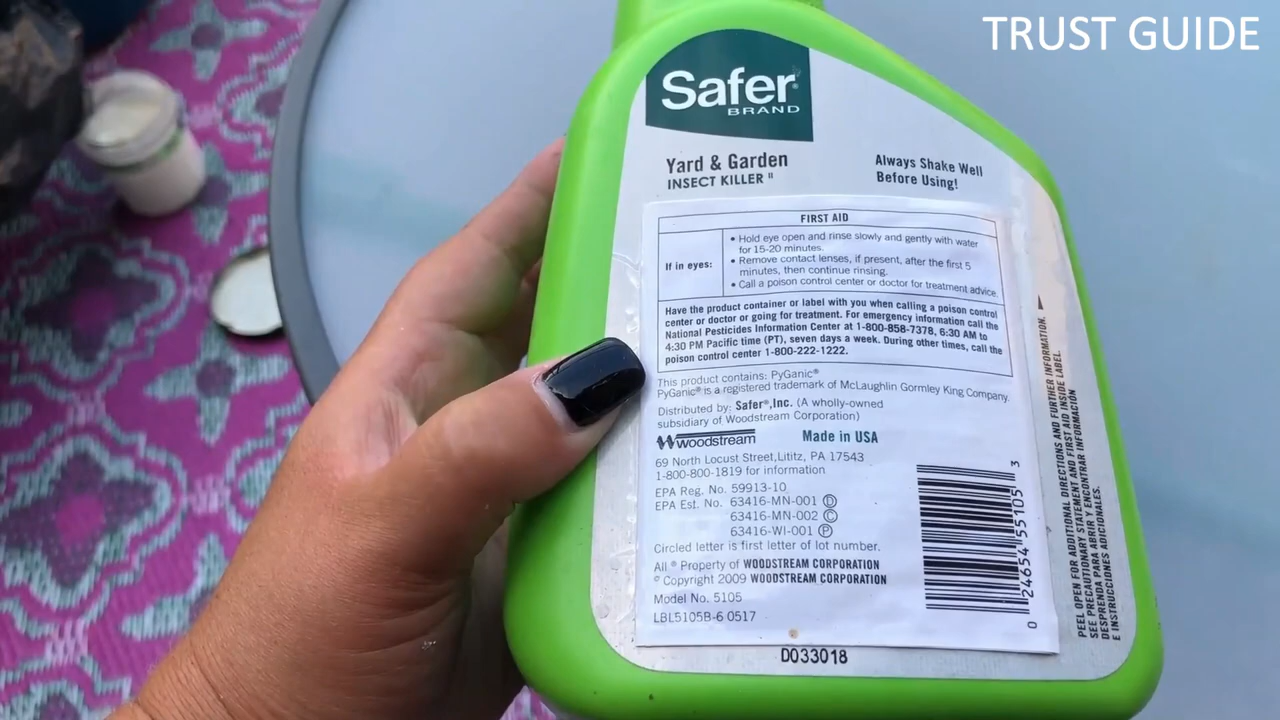 TRUST GUIDE
Safer®
BRAND
Yard & Garden
INSECT KILLER II
Always Shake Well
Before Using!
FIRST AID
If in eyes:
• Hold eye open and rinse slowly and gently with water
for 15-20 minutes.
• Remove contact lenses, if present, after the first 5
minutes, then continue rinsing.
• Call a poison control center or doctor for treatment advice.
Have the product container or label with you when calling a poison control
center or doctor or going for treatment. For emergency information call the
National Pesticides Information Center at 1-800-858-7378, 6:30 AM to
4:30 PM Pacific time (PT), seven days a week. During other times, call the
poison control center 1-800-222-1222.
This product contains: PyGanic®
PyGanic® is a registered trademark of McLaughlin Gormley King Company.
Distributed by: Safer®,Inc. (A wholly-owned
subsidiary of Woodstream Corporation)
Woodstream
Made in USA
69 North Locust Street,Lititz, PA 17543
1-800-800-1819 for information
EPA Reg. No. 59913-10
EPA Est. No. 63416-MN-001 Ⓓ
63416-MN-002 Ⓒ
63416-WI-001 Ⓟ
Circled letter is first letter of lot number.
All ® Property of WOODSTREAM CORPORATION
© Copyright 2009 WOODSTREAM CORPORATION
Model No. 5105
LBL5105B-6 0517
0 24654 55105 3
D033018
PEEL OPEN FOR ADDITIONAL DIRECTIONS AND FURTHER INFORMATION.
SEE PRECAUTIONARY STATEMENT AND FIRST AID INSIDE LABEL.
DESPRENDA PARA ABRIR Y ENCONTRAR INFORMACIÓN
E INSTRUCCIONES ADICIONALES.